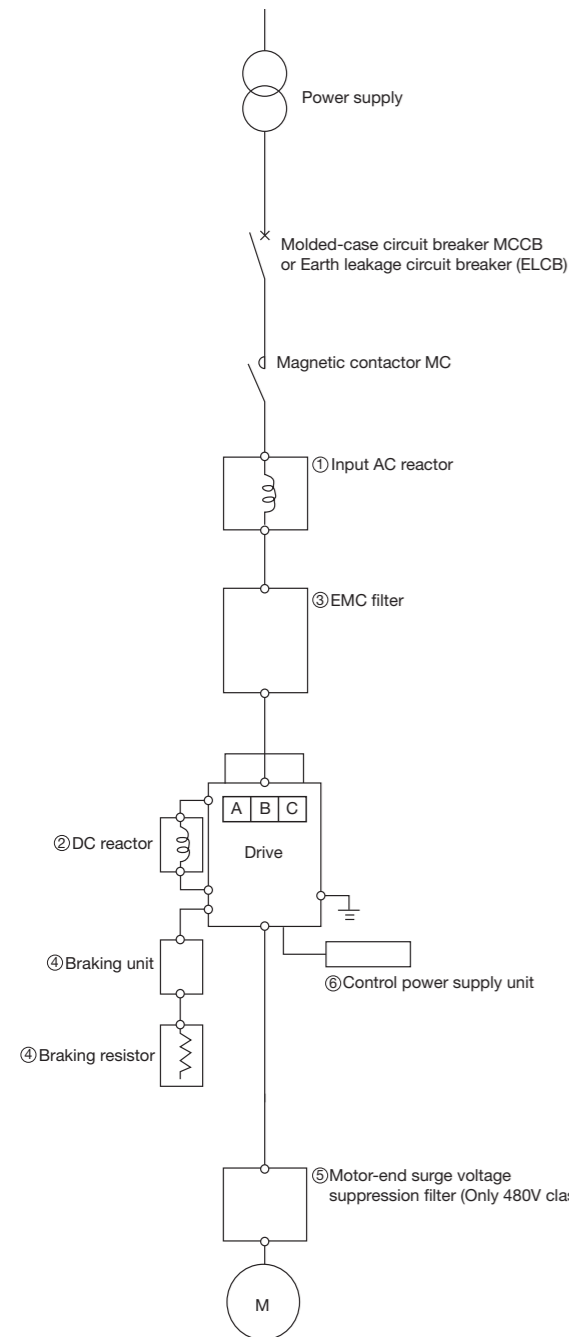 Power supply
Molded-case circuit breaker MCCB
or Earth leakage circuit breaker (ELCB)
Magnetic contactor MC
①Input AC reactor
③EMC filter
A B C
②DC reactor
Drive
④Braking unit
⑥Control power supply unit
④Braking resistor
⑤Motor-end surge voltage
suppression filter (Only 480V
M